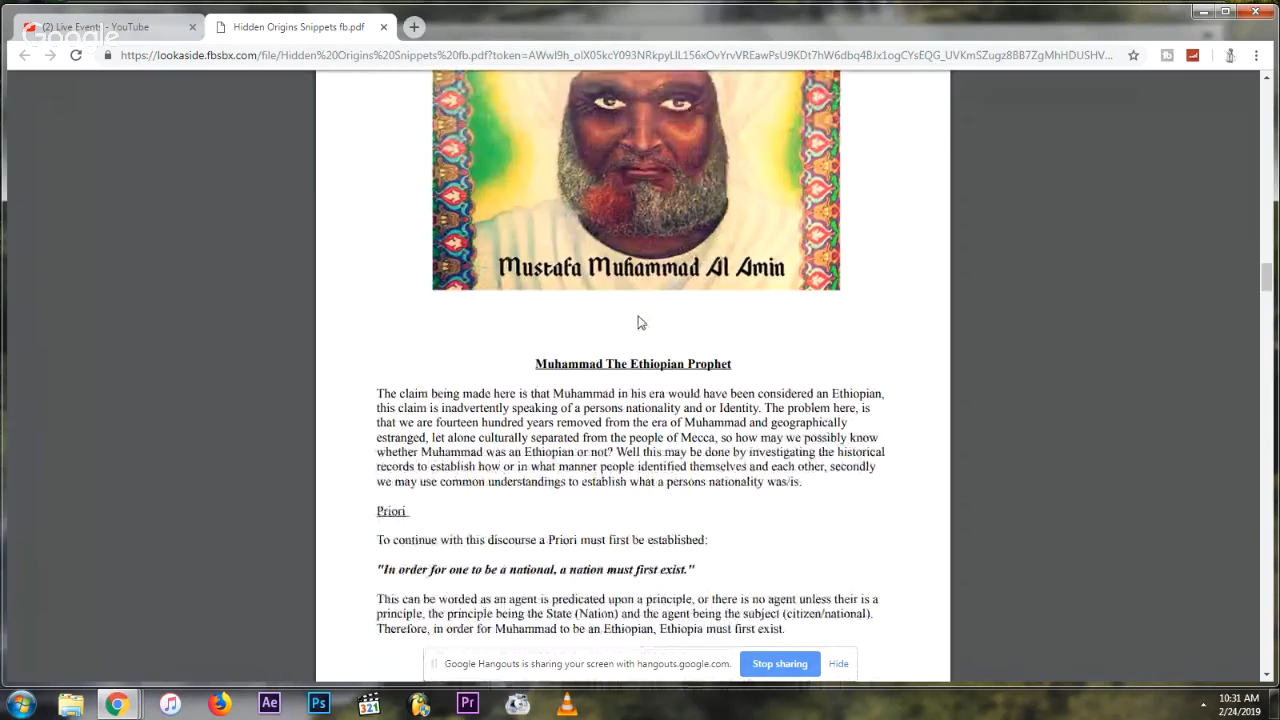 (2) Live Event - YouTube
Hidden Origins Snippets fb.pdf
Google
https://lookaside.fbsbx.com/file/Hidden%20Origins%20Snippets%20fb.pdf?token=
Mustafa Muhammad Al Amin
Muhammad The Ethiopian Prophet
The claim being made here is that Muhammad in his era would have been considered an Ethiopian,
this claim is inadvertently speaking of a persons nationality and or Identity. The problem here, is
that we are fourteen hundred years removed from the era of Muhammad and geographically
estranged, let alone culturally separated from the people of Mecca, so how may we possibly know
whether Muhammad was an Ethiopian or not? Well this may be done by investigating the historical
records to establish how or in what manner people identified themselves and each other, secondly
we may use common understandings to establish what a persons nationality was/is.
Priori
To continue with this discourse a Priori must first be established:
"In order for one to be a national, a nation must first exist."
This can be worded as an agent is predicated upon a principle, or there is no agent unless their is a
principle, the principle being the State (Nation) and the agent being the subject (citizen/national).
Therefore, in order for Muhammad to be an Ethiopian, Ethiopia must first exist.
Google Hangouts is sharing your screen with hangouts.google.com.
Stop sharing
Hide
Ae
Ps
321
Pr
10:31 AM
2/24/2019